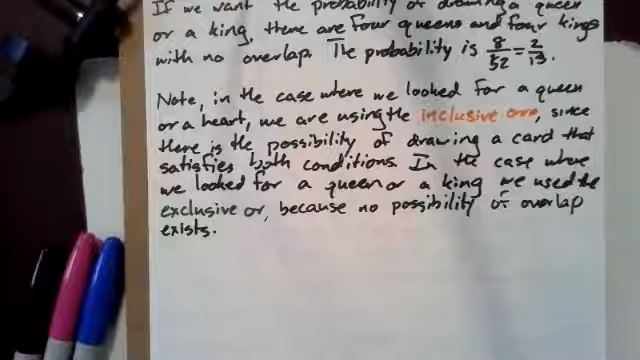 If we want the probability of drawing a queen
or a king, there are four queens and four kings
with no overlap. The probability is 8/52 = 2/13.
Note, in the case where we looked for a queen
or a heart, we are using the inclusive or, since
there is the possibility of drawing a card that
satisfies both conditions. In the case where
we looked for a queen or a king we used the
exclusive or, because no possibility of overlap
exists.